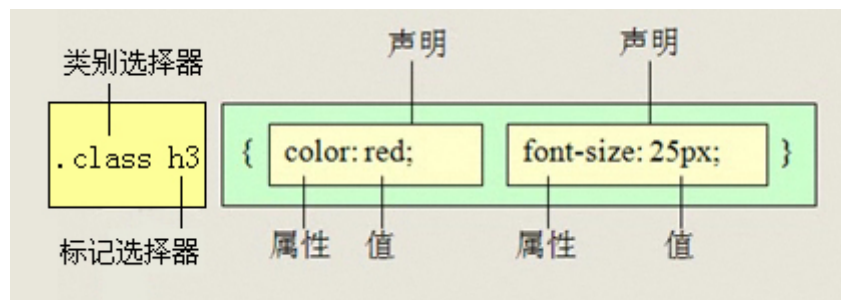 声明 声明
类别选择器
.class h3 { color: red; font-size: 25px; }
标记选择器 属性 值 属性 值